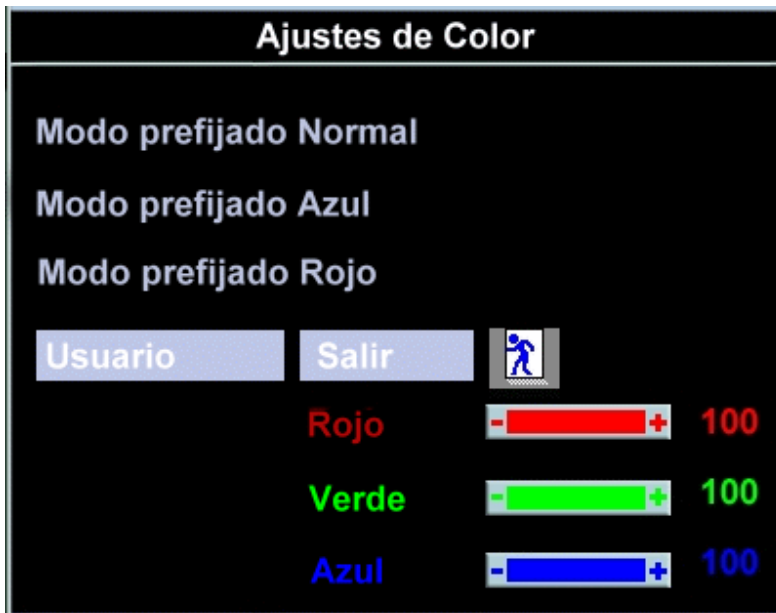 Ajustes de Color
Modo prefijado Normal
Modo prefijado Azul
Modo prefijado Rojo
Usuario Salir
Rojo - + 100
Verde - + 100
Azul - + 100